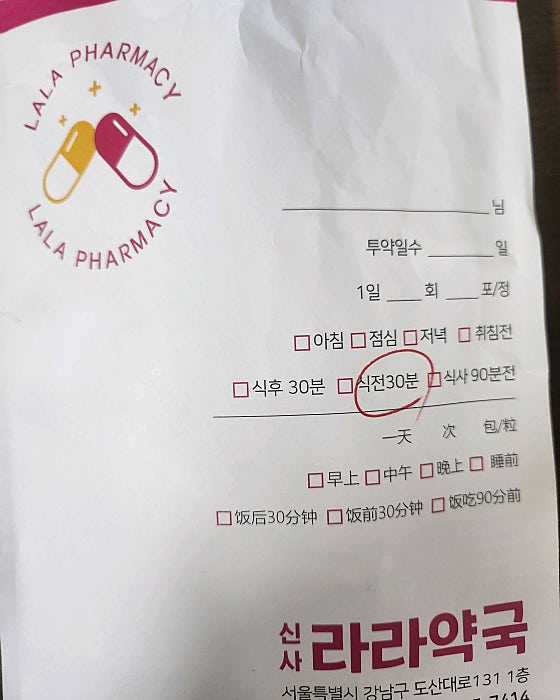 LALA PHARMACY
LALA PHARMACY
님
투약일수 일
1일 회 포/정
아침 점심 저녁 취침전
식후 30분 식전30분 식사 90분전
一天 次 包/粒
早上 中午 晚上 睡前
饭后30分钟 饭前30分钟 饭吃90分前
신사 라라약국
서울특별시 강남구 도산대로131 1층